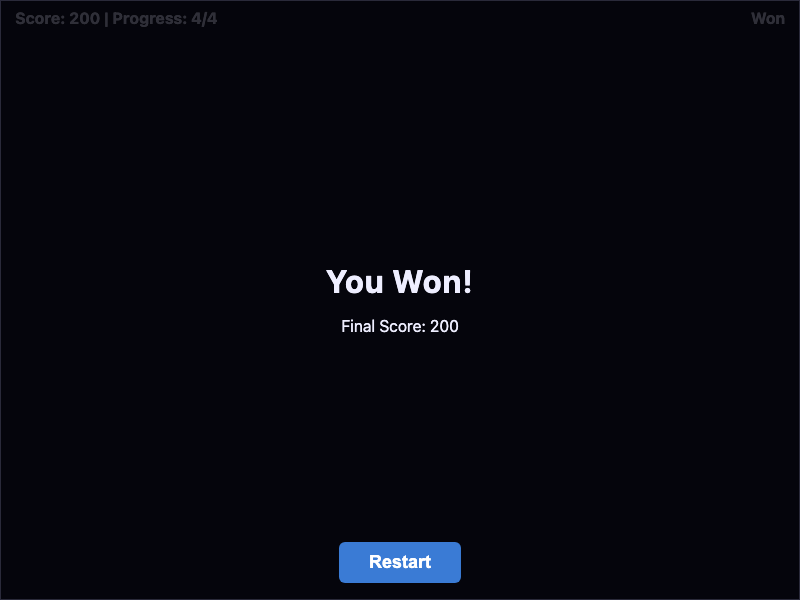 Score: 200 | Progress: 4/4
Won
You Won!
Final Score: 200
Restart